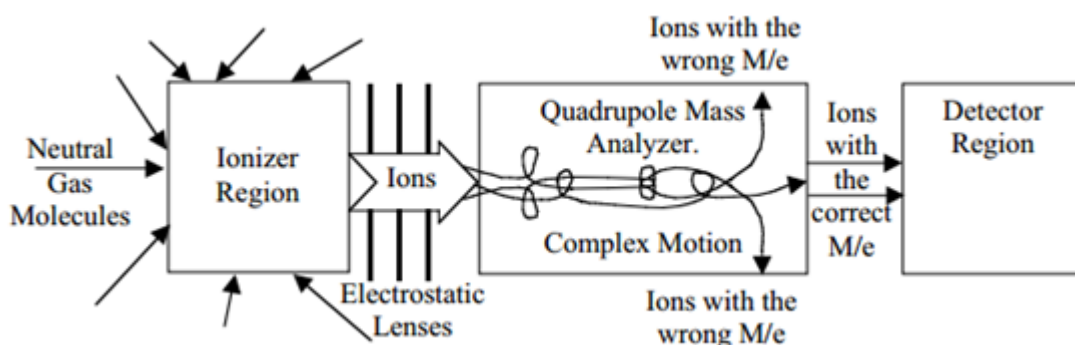 Neutral
Gas
Molecules
Ionizer
Region
Ions
Electrostatic
Lenses
Ions with the
wrong M/e
Quadrupole Mass
Analyzer.
Complex Motion
Ions with the
wrong M/e
Ions
with
the
correct
M/e
Detector
Region